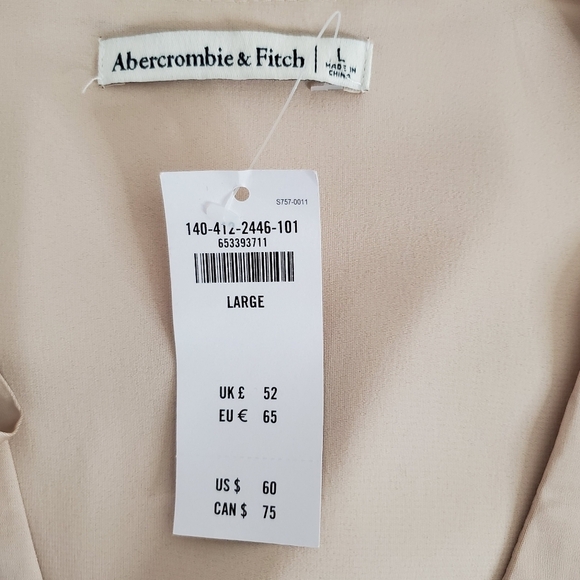 Abercrombie & Fitch
L
MADE IN
CHINA
S757-0011
140-412-2446-101
653393711
LARGE
UK £ 52
EU € 65
US $ 60
CAN $ 75